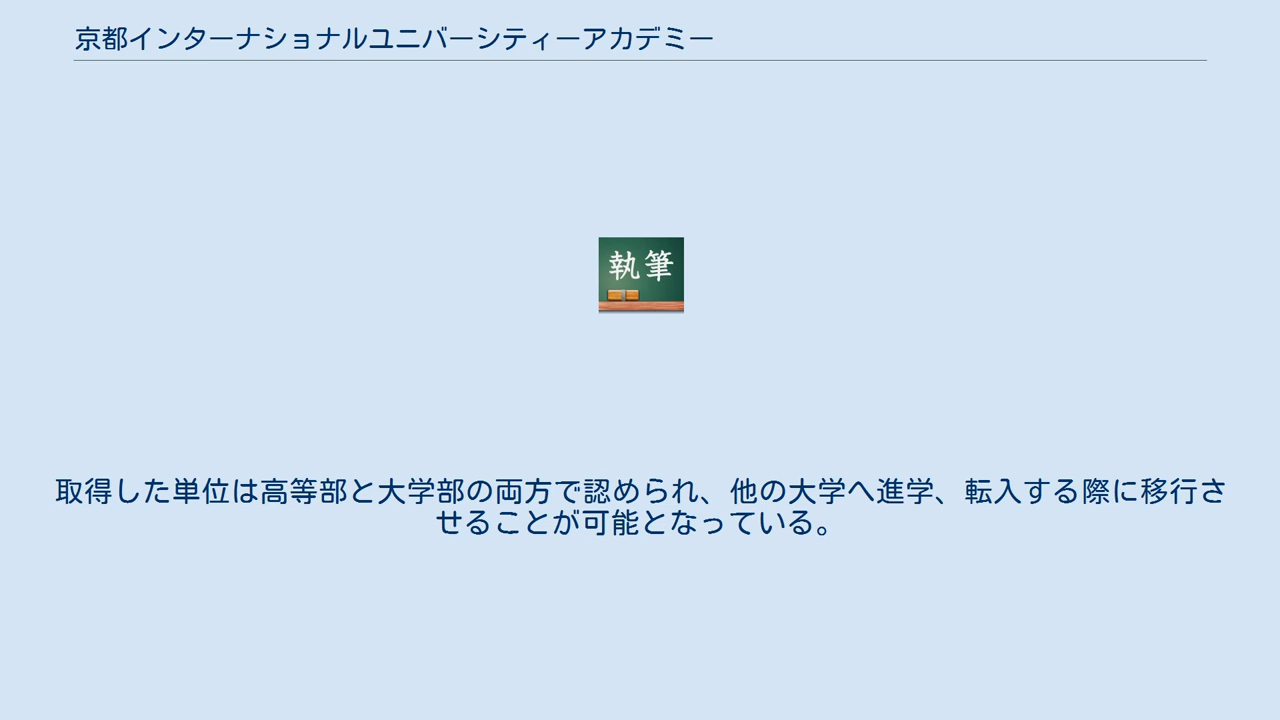 京都インターナショナルユニバーシティーアカデミー
執筆
取得した単位は高等部と大学部の両方で認められ、他の大学へ進学、転入する際に移行さ
せることが可能となっている。